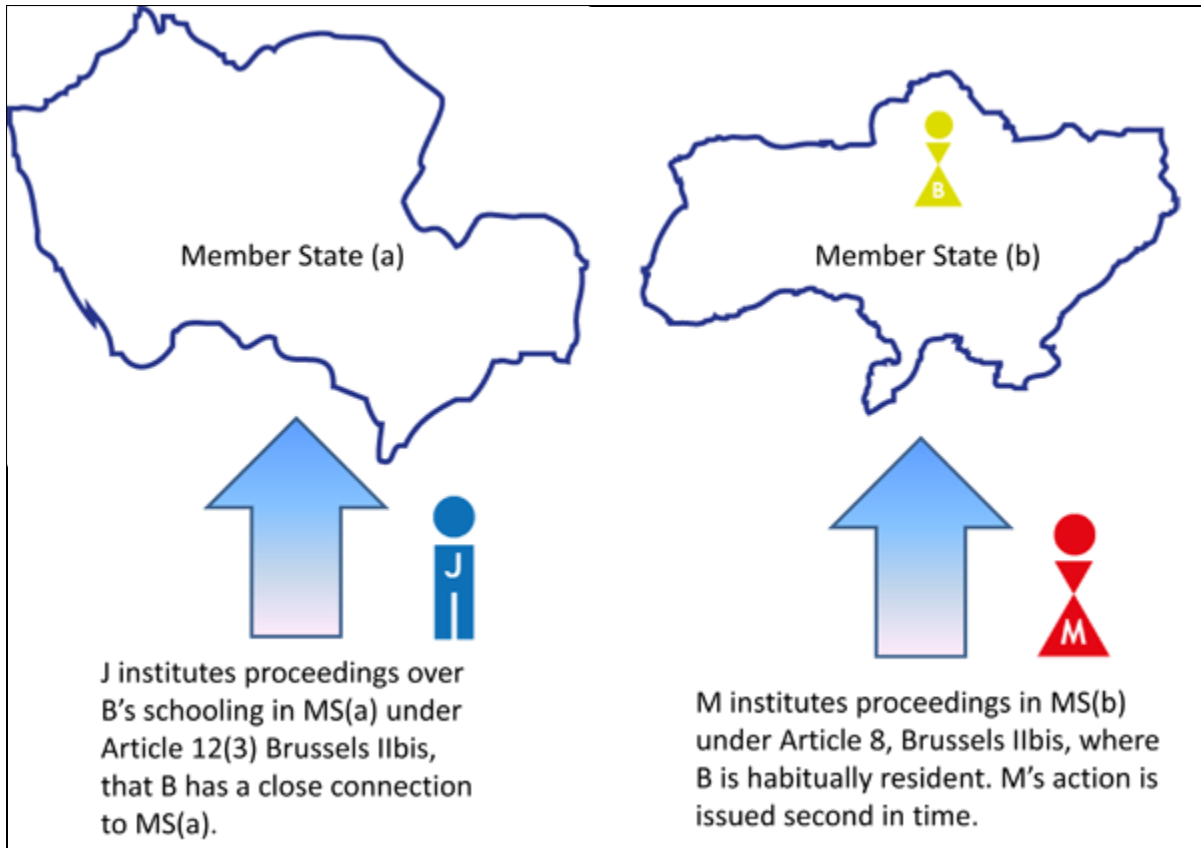 B
Member State (a)
Member State (b)
J
M
J institutes proceedings over
B's schooling in MS(a) under
Article 12(3) Brussels IIbis,
that B has a close connection
to MS(a).
M institutes proceedings in MS(b)
under Article 8, Brussels IIbis, where
B is habitually resident. M's action is
issued second in time.